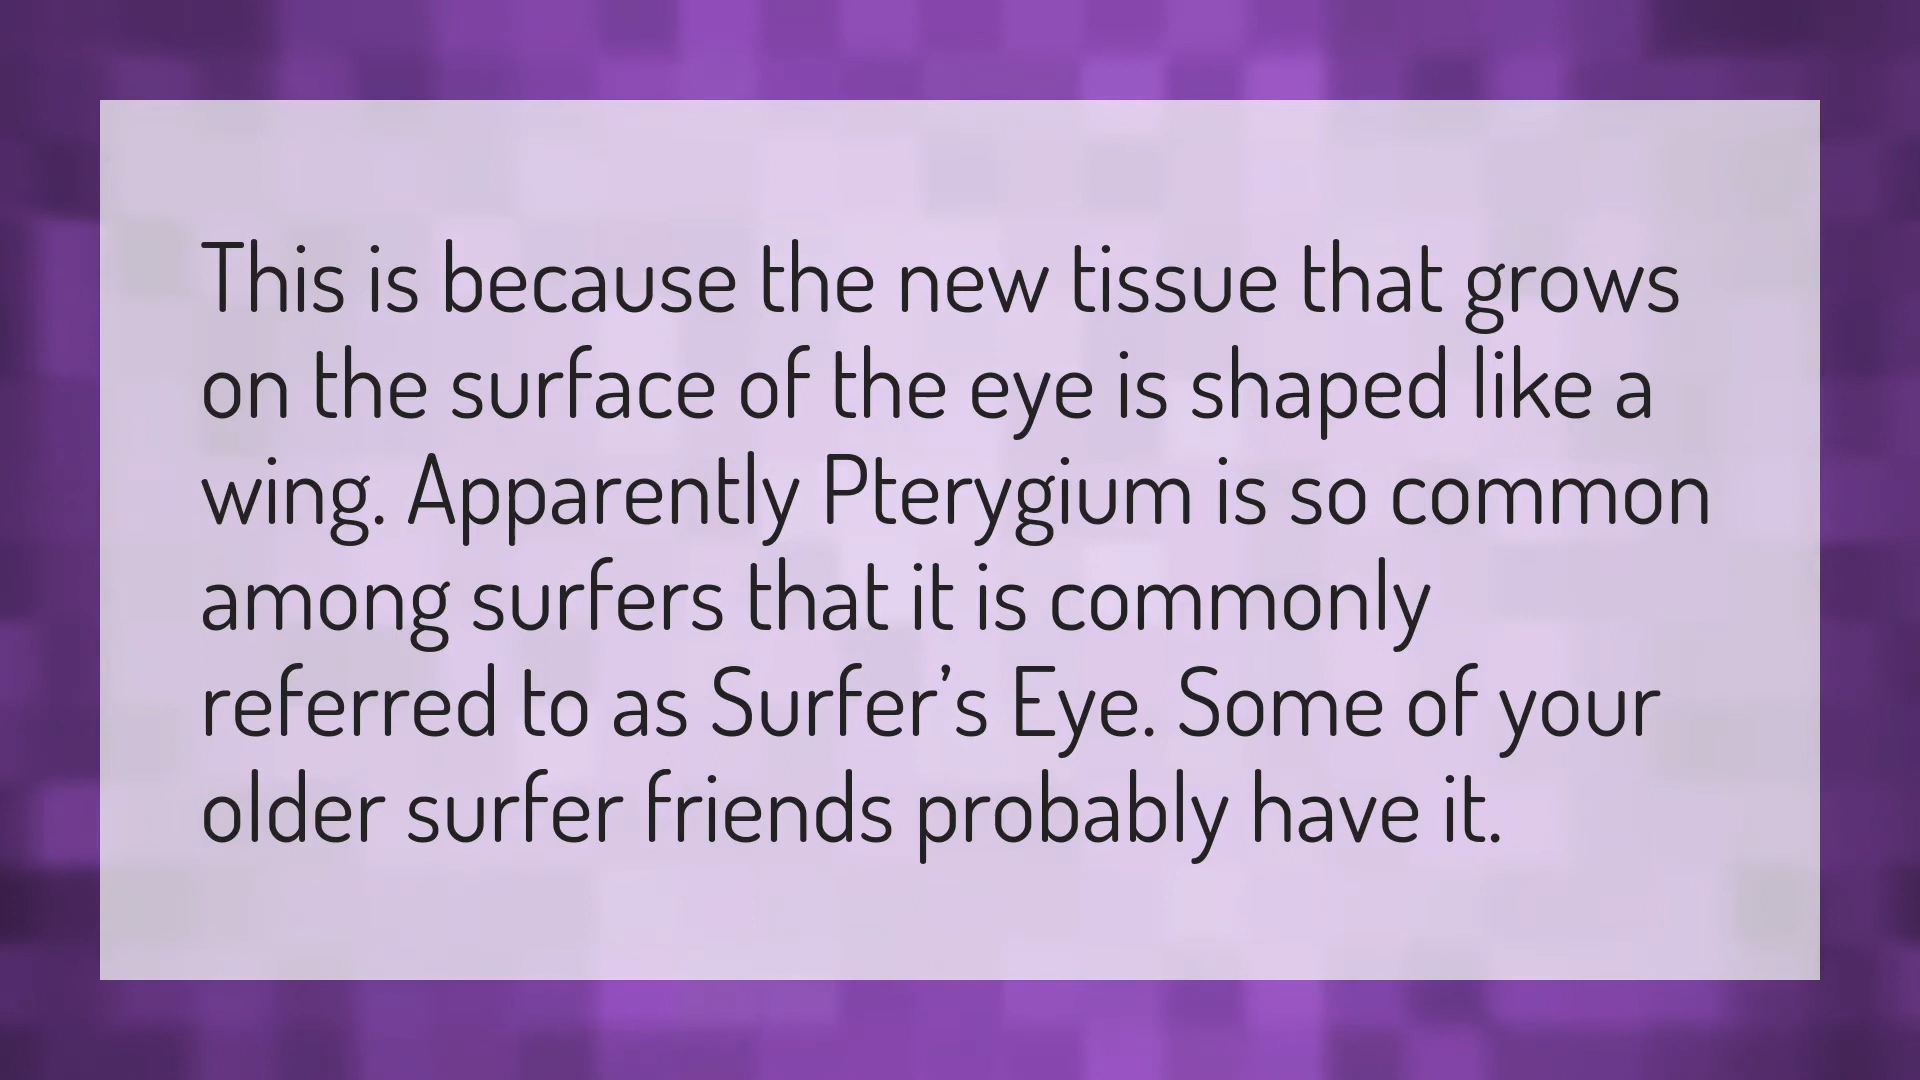 This is because the new tissue that grows
on the surface of the eye is shaped like a
wing. Apparently Pterygium is so common
among surfers that it is commonly
referred to as Surfer’s Eye. Some of your
older surfer friends probably have it.